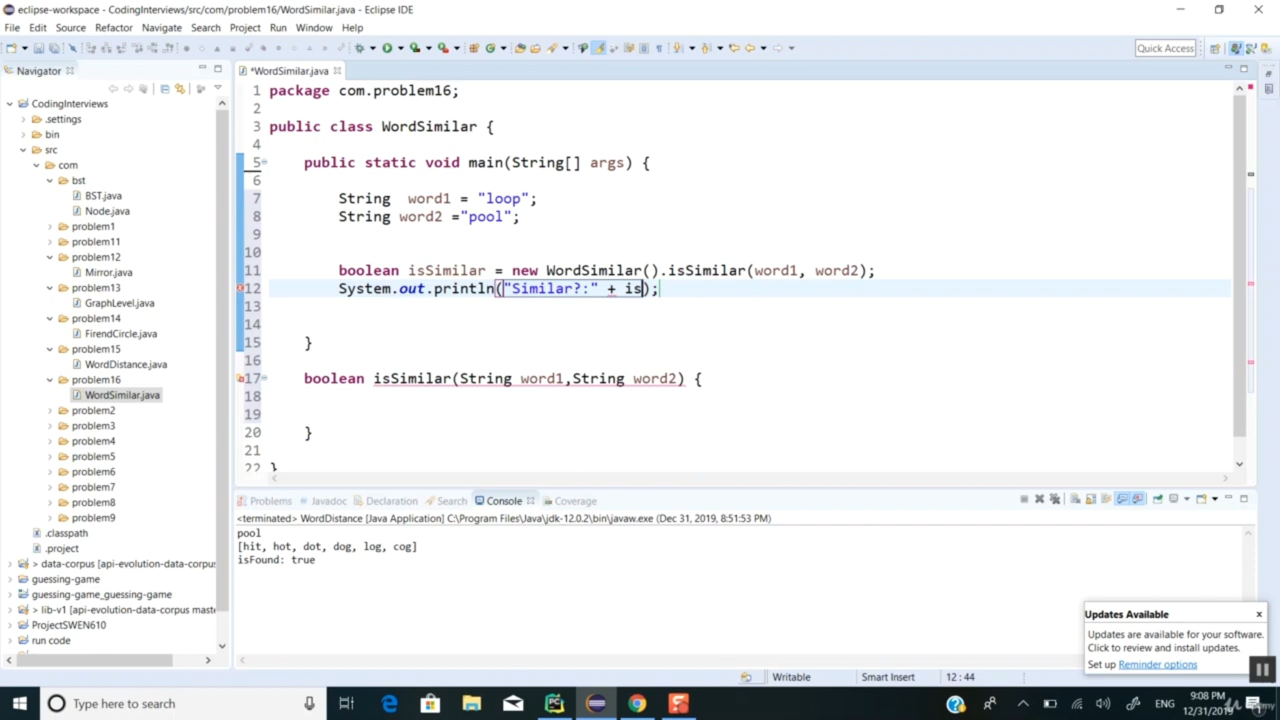 eclipse-workspace - CodingInterviews/src/com/problem16/WordSimilar.java - Eclipse IDE
File Edit Source Refactor Navigate Search Project Run Window Help
Quick Access
Navigator
CodingInterviews
.settings
bin
src
com
bst
BST.java
Node.java
problem1
problem11
problem12
Mirror.java
problem13
GraphLevel.java
problem14
FirendCircle.java
problem15
WordDistance.java
problem16
WordSimilar.java
problem2
problem3
problem4
problem5
problem6
problem7
problem8
problem9
.classpath
.project
> data-corpus [api-evolution-data-corpus
guessing-game
guessing-game_guessing-game
> lib-v1 [api-evolution-data-corpus mast
ProjectSWEN610
run code
*WordSimilar.java
1 package com.problem16;
2
3 public class WordSimilar {
4
5 public static void main(String[] args) {
6
7 String word1 = "loop";
8 String word2 ="pool";
9
10
11 boolean isSimilar = new WordSimilar().isSimilar(word1, word2);
12 System.out.println("Similar?:" + is);
13
14
15 }
16
17 boolean isSimilar(String word1,String word2) {
18
19
20 }
21
22 }
Problems Javadoc Declaration Search Console Coverage
<terminated> WordDistance [Java Application] C:\Program Files\Java\jdk-12.0.2\bin\javaw.exe (Dec 31, 2019, 8:51:53 PM)
pool
[hit, hot, dot, dog, log, cog]
isFound: true
Updates Available x
Updates are available for your software.
Click to review and install updates.
Set up Reminder options
Writable Smart Insert 12 : 44
Type here to search
ENG
9:08 PM
12/31/2019